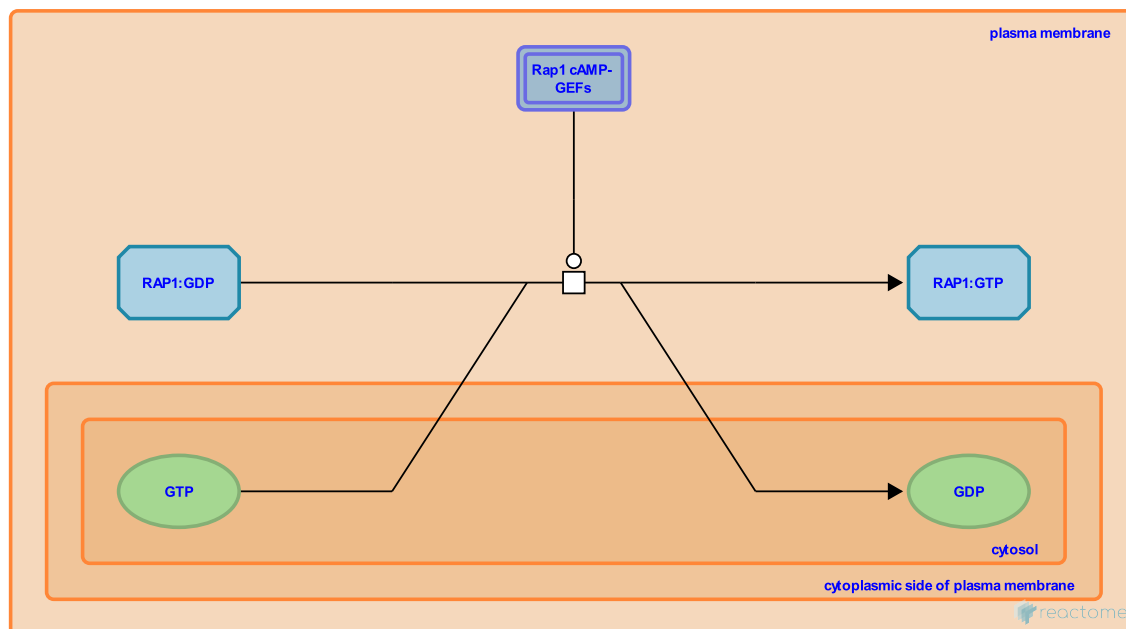 plasma membrane
Rap1 cAMP-
GEFs
RAP1:GDP
RAP1:GTP
GTP
GDP
cytosol
cytoplasmic side of plasma membrane
reactome